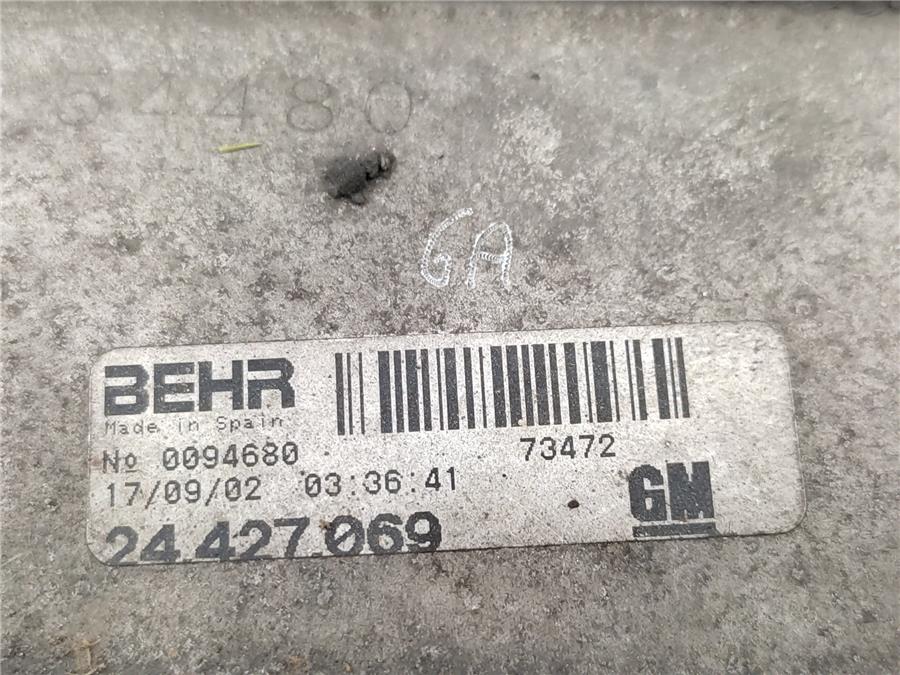 54480
GA
BEHR
Made in Spain
Nº 0094680
73472
17/09/02 03:36:41
GM
24.427.069